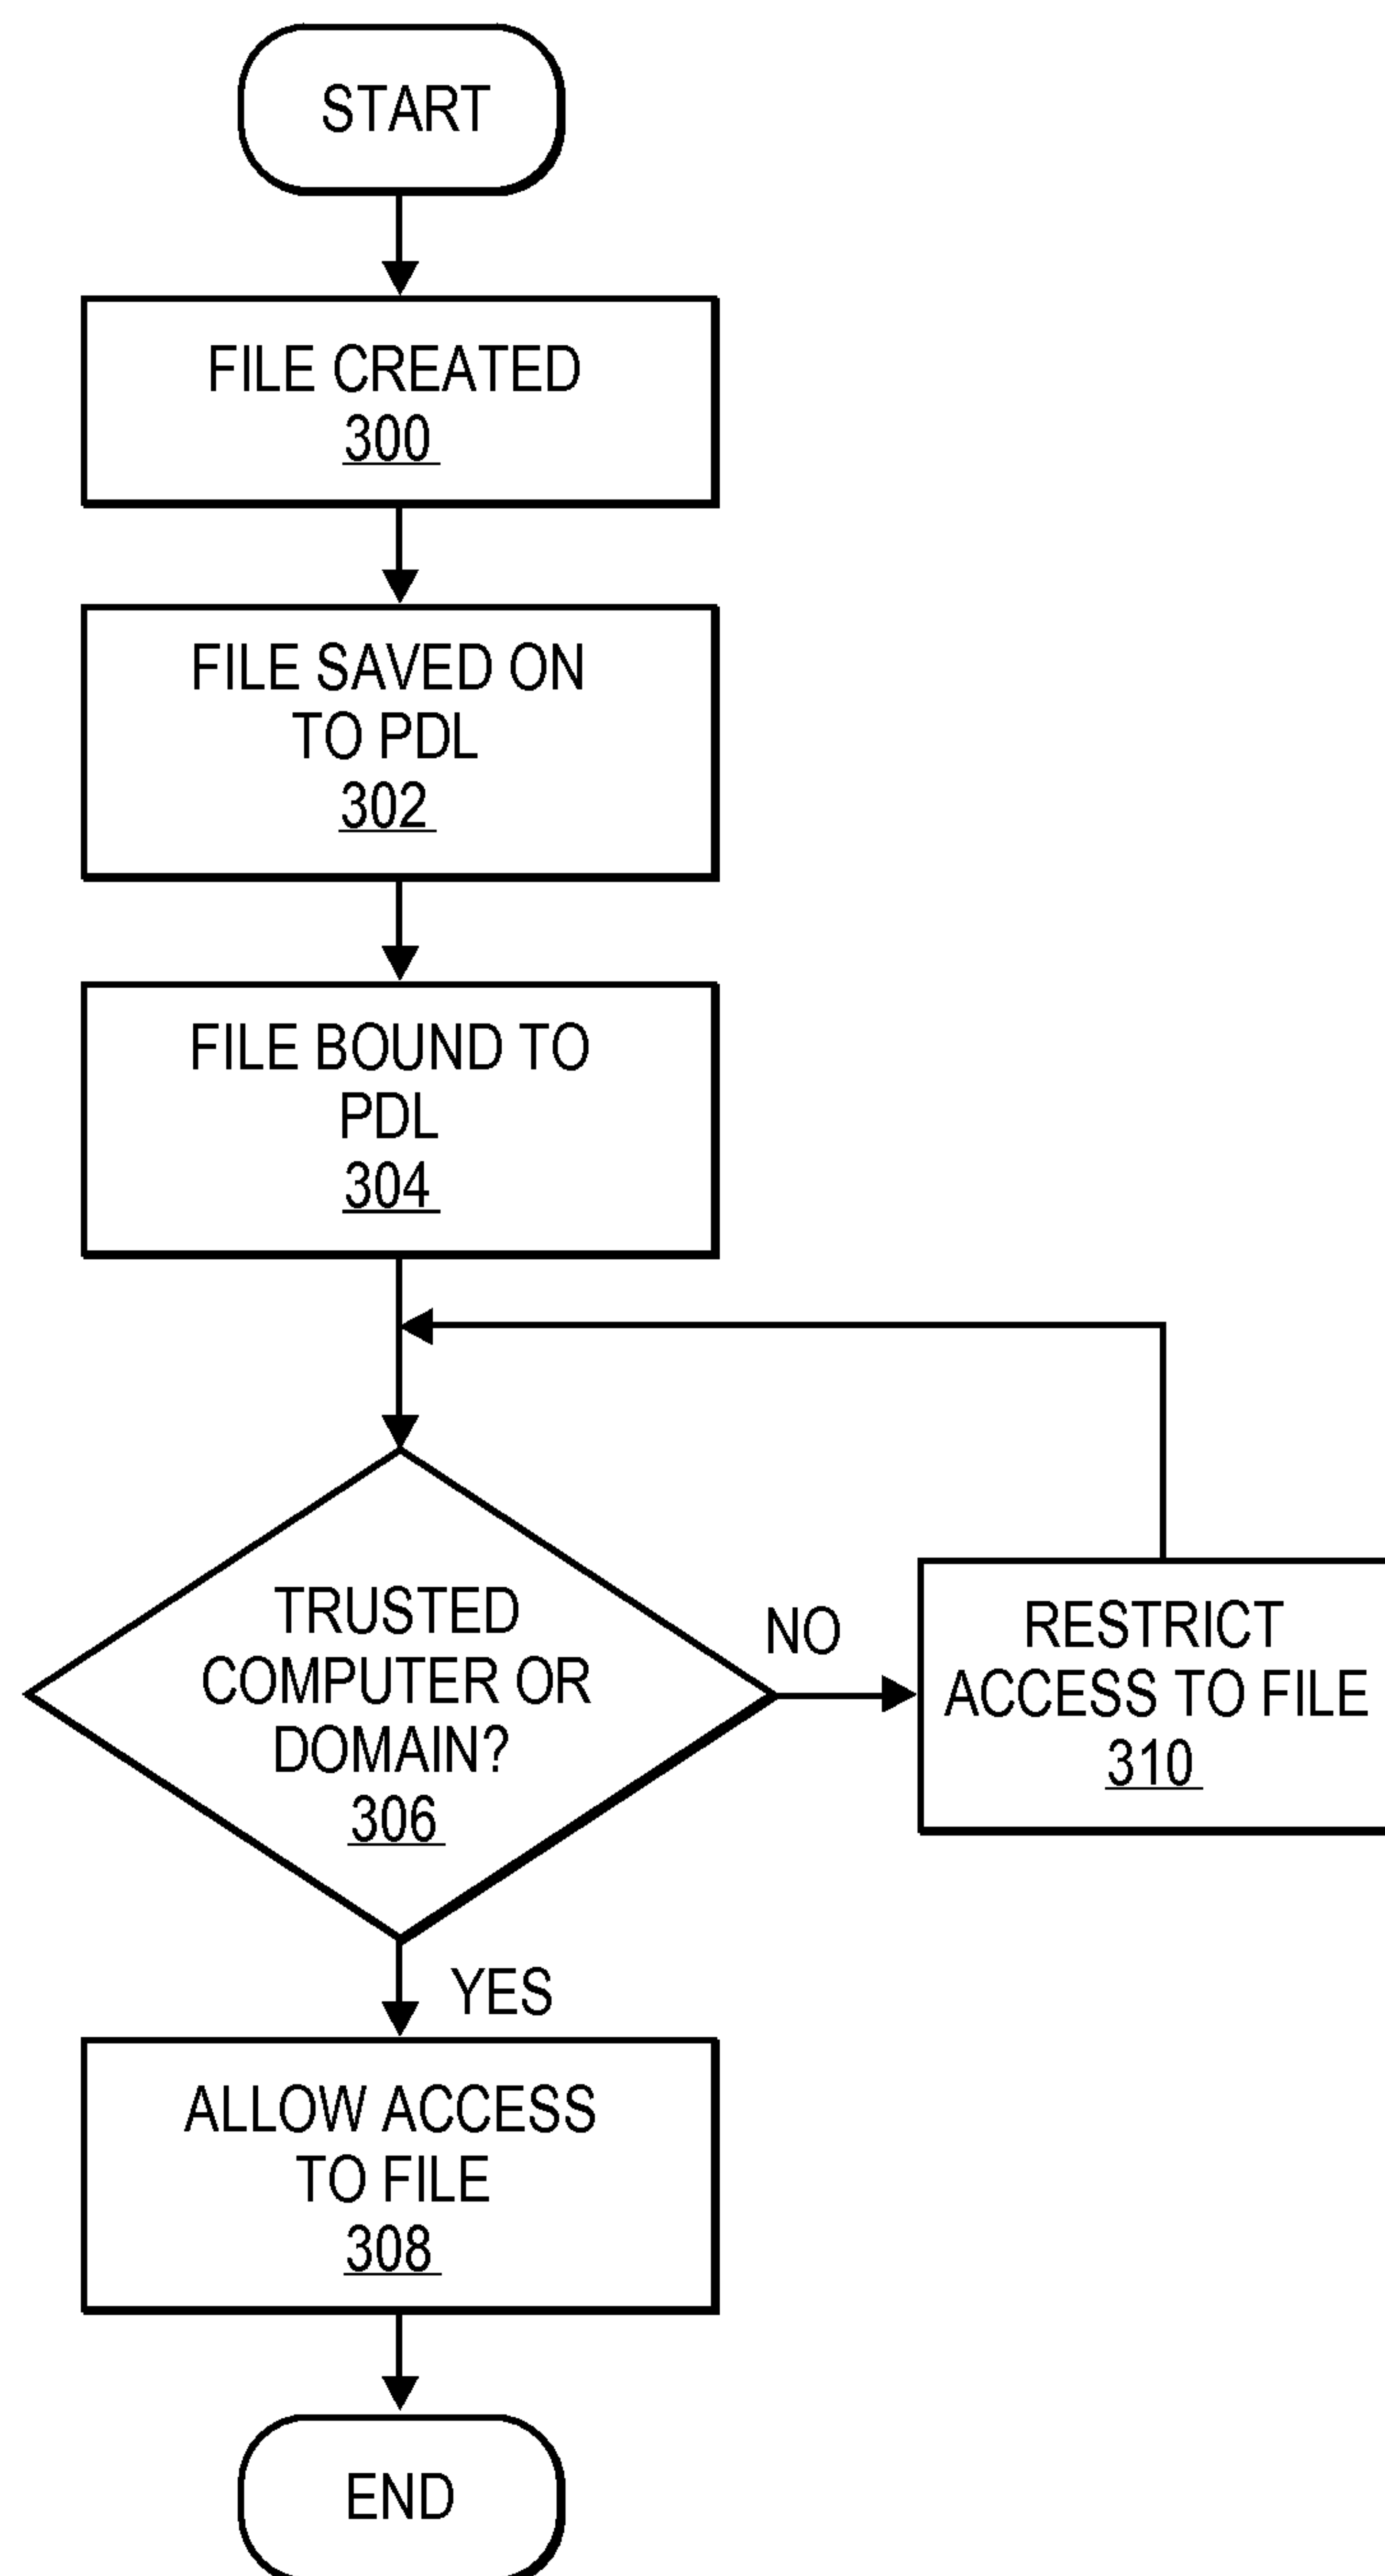 START
FILE CREATED
300
FILE SAVED ON
TO PDL
302
FILE BOUND TO
PDL
304
TRUSTED
COMPUTER OR
DOMAIN?
306
NO
RESTRICT
ACCESS TO FILE
310
YES
ALLOW ACCESS
TO FILE
308
END